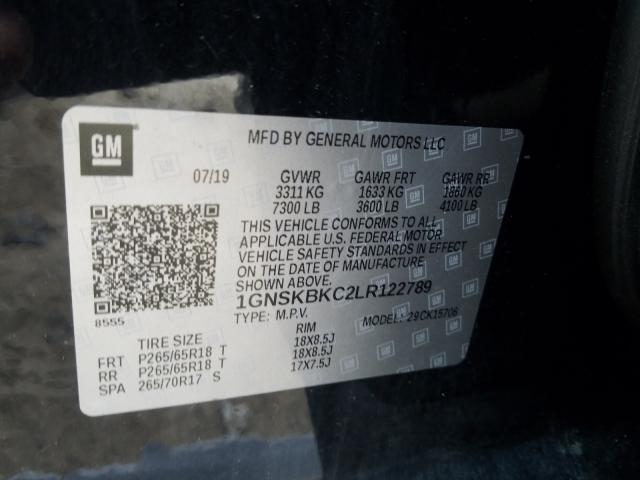 GM
MFD BY GENERAL MOTORS LLC
07/19 GVWR GAWR FRT GAWR RR
3311 KG 1633 KG 1860 KG
7300 LB 3600 LB 4100 LB
THIS VEHICLE CONFORMS TO ALL
APPLICABLE U.S. FEDERAL MOTOR
VEHICLE SAFETY STANDARDS IN EFFECT
ON THE DATE OF MANUFACTURE
1GNSKBKC2LR122789
8555
TYPE: M.P.V. MODEL: 29CK15706
TIRE SIZE RIM
FRT P265/65R18 T 18X8.5J
RR P265/65R18 T 18X8.5J
SPA 265/70R17 S 17X7.5J